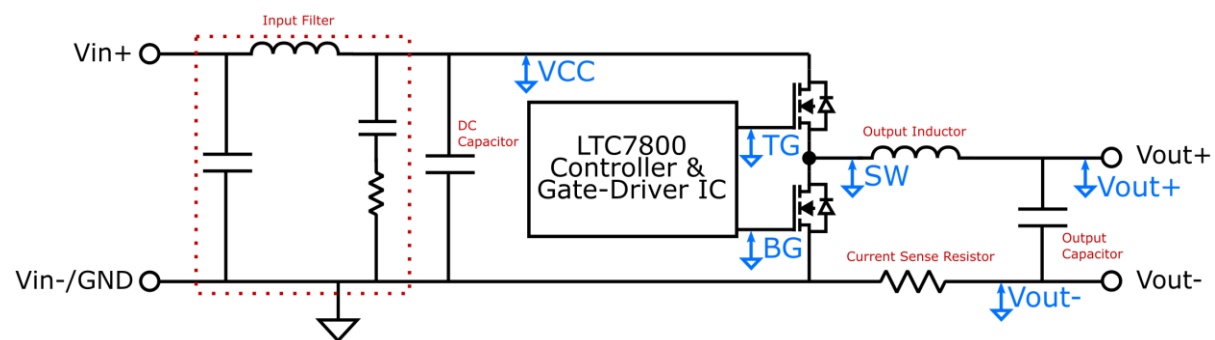 Input Filter
Vin+
VCC
DC
Capacitor
LTC7800
Controller &
Gate-Driver IC
TG
BG
Output Inductor
SW
Vout+
Vout+
Output
Capacitor
Current Sense Resistor
Vin-/GND
Vout-
Vout-